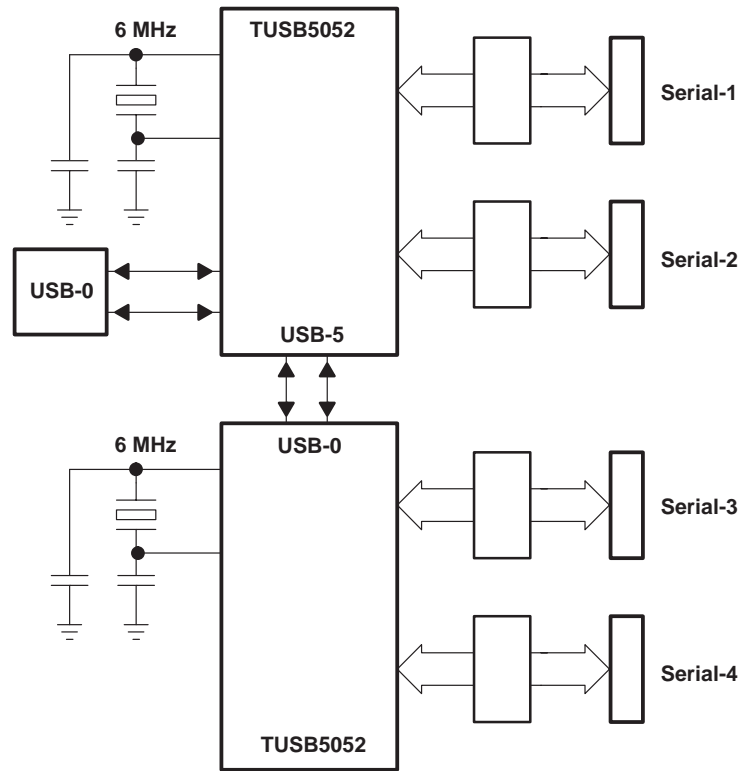 6 MHz
TUSB5052
Serial-1
Serial-2
USB-0
USB-5
6 MHz
USB-0
Serial-3
Serial-4
TUSB5052